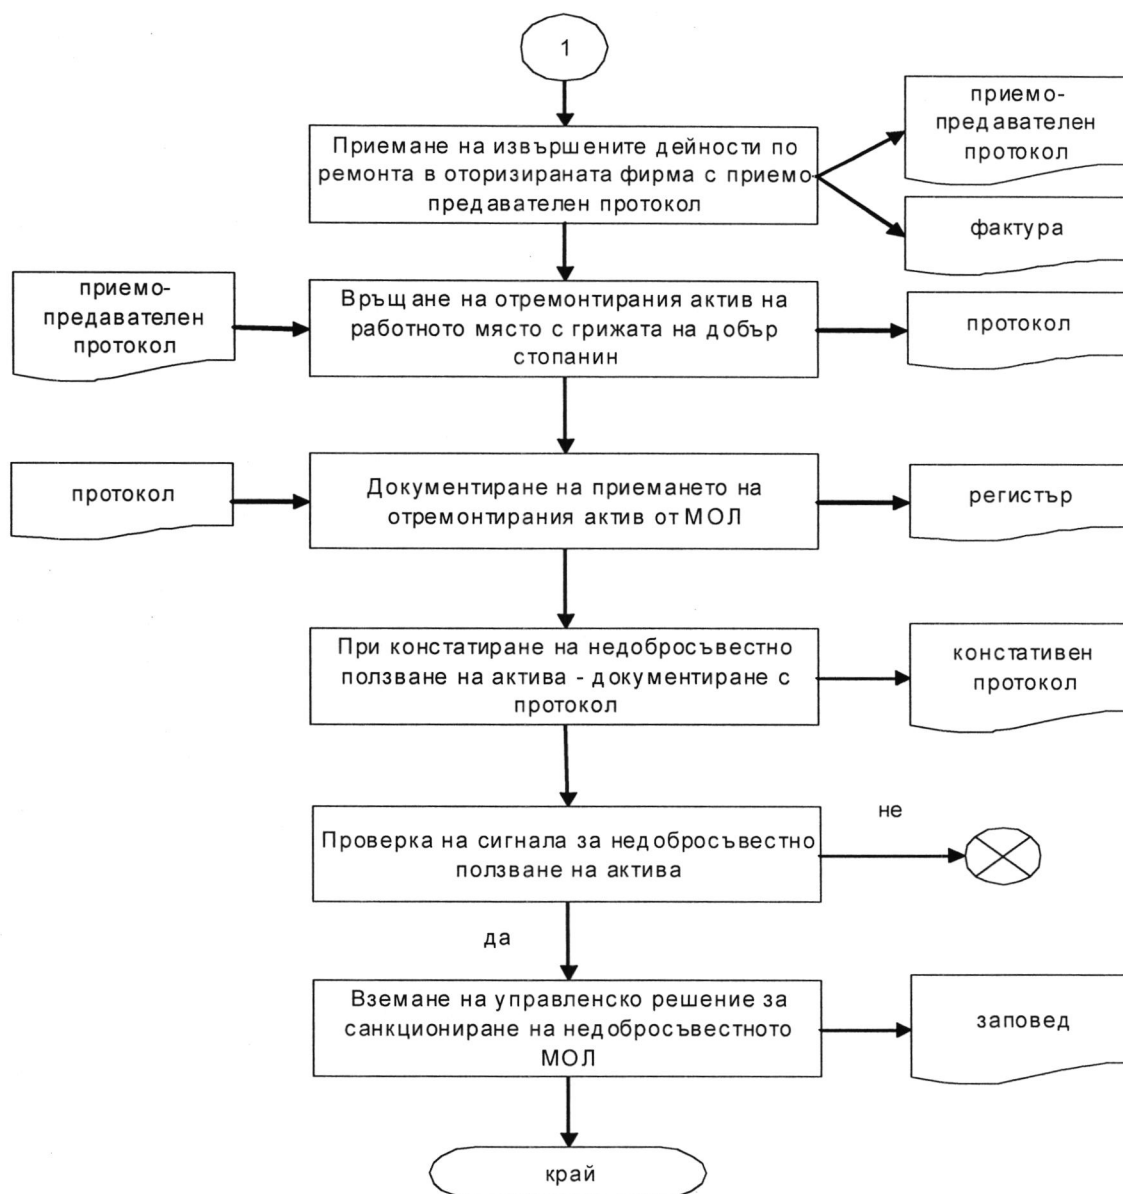 1
Приемане на извършените дейности по
ремонта в оторизираната фирма с приемо-
предавателен протокол
приемо-
предавателен
протокол
фактура
приемо-
предавателен
протокол
Връщане на отремонтирания актив на
работното място с грижата на добър
стопанин
протокол
протокол
Документиране на приемането на
отремонтирания актив от МОЛ
регистър
При констатиране на недобросъвестно
ползване на актива - документиране с
протокол
констативен
протокол
Проверка на сигнала за недобросъвестно
ползване на актива
не
да
Вземане на управленско решение за
санкциониране на недобросъвестното
МОЛ
заповед
край